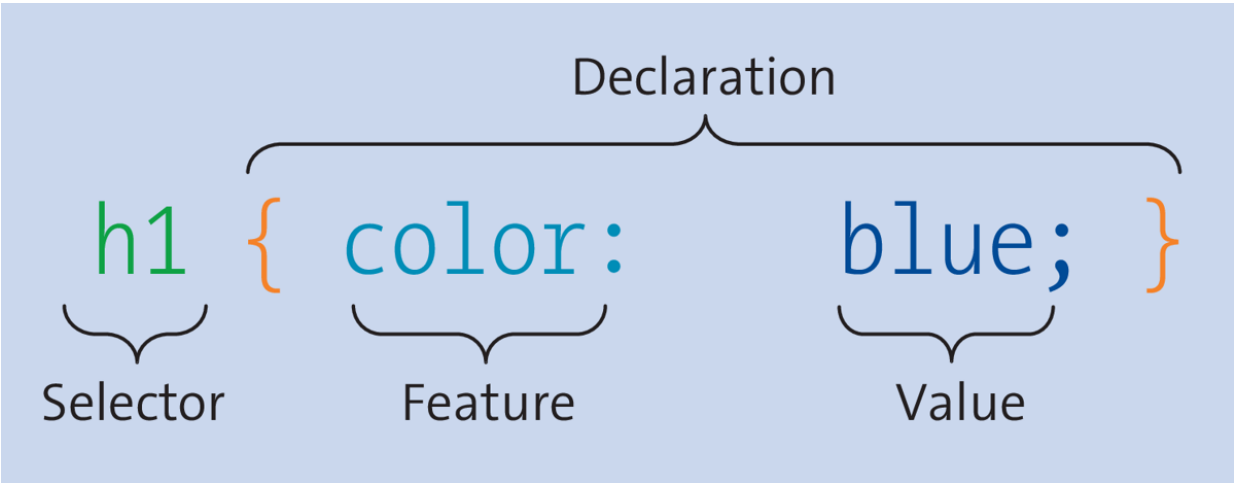 Declaration
h1 { color: blue; }
Selector Feature Value